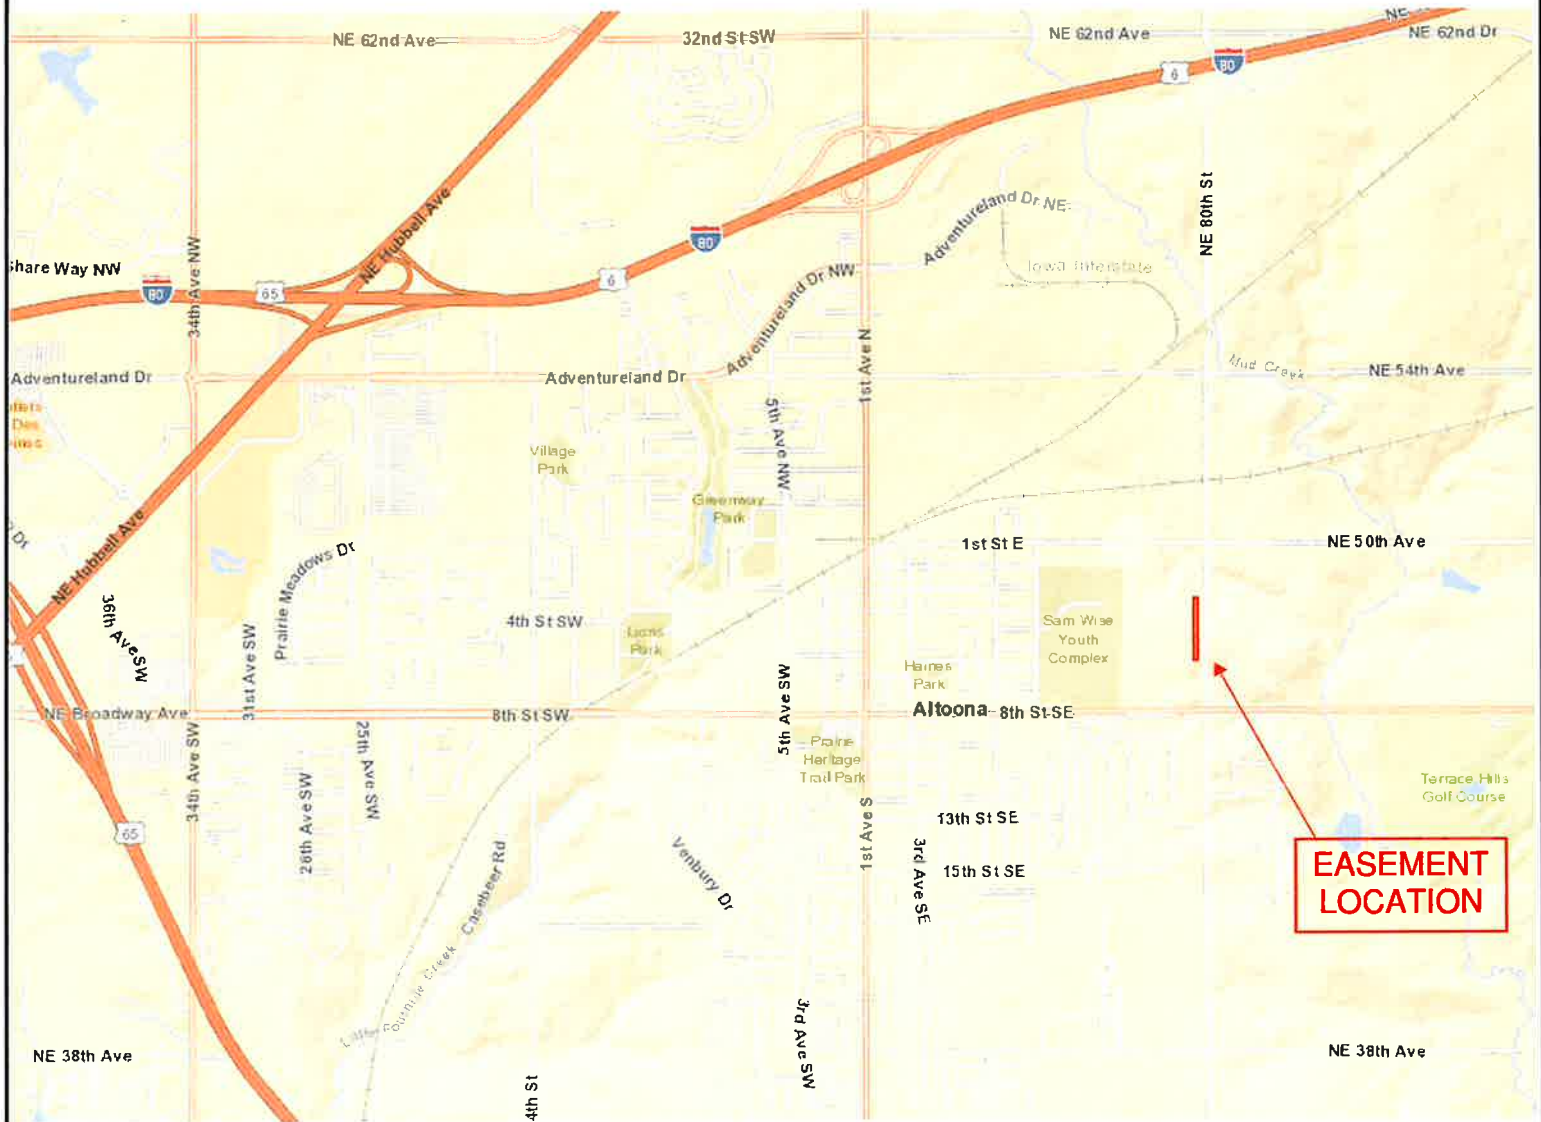 NE 62nd Ave
32nd St SW
NE 62nd Ave
NE
NE 62nd Dr
6
80
NE 80th St
NE Hubbell Ave
Adventureland Dr NE
34th Ave NW
share Way NW
80
65
80
6
Iowa Interstate
Adventureland Dr NW
1st Ave N
Adventureland Dr
Adventureland Dr
Mud Creek
NE 54th Ave
Des
5th Ave NW
Village
Park
Greenway
Park
Dr
NE Hubbell Ave
Prairie Meadows Dr
1st St E
NE 50th Ave
36th Ave SW
31st Ave SW
4th St SW
Lions
Park
Sam Wise
Youth
Complex
Haines
Park
5th Ave SW
NE Broadway Ave
8th St SW
Altoona
8th St SE
34th Ave SW
25th Ave SW
Prairie
Heritage
Trail Park
Terrace Hills
Golf Course
65
28th Ave SW
1st Ave S
13th St SE
3rd Ave SE
15th St SE
Venbury Dr
Casebeer Rd
Little Fourmile Creek
EASEMENT
LOCATION
3rd Ave SW
NE 38th Ave
4th St
NE 38th Ave